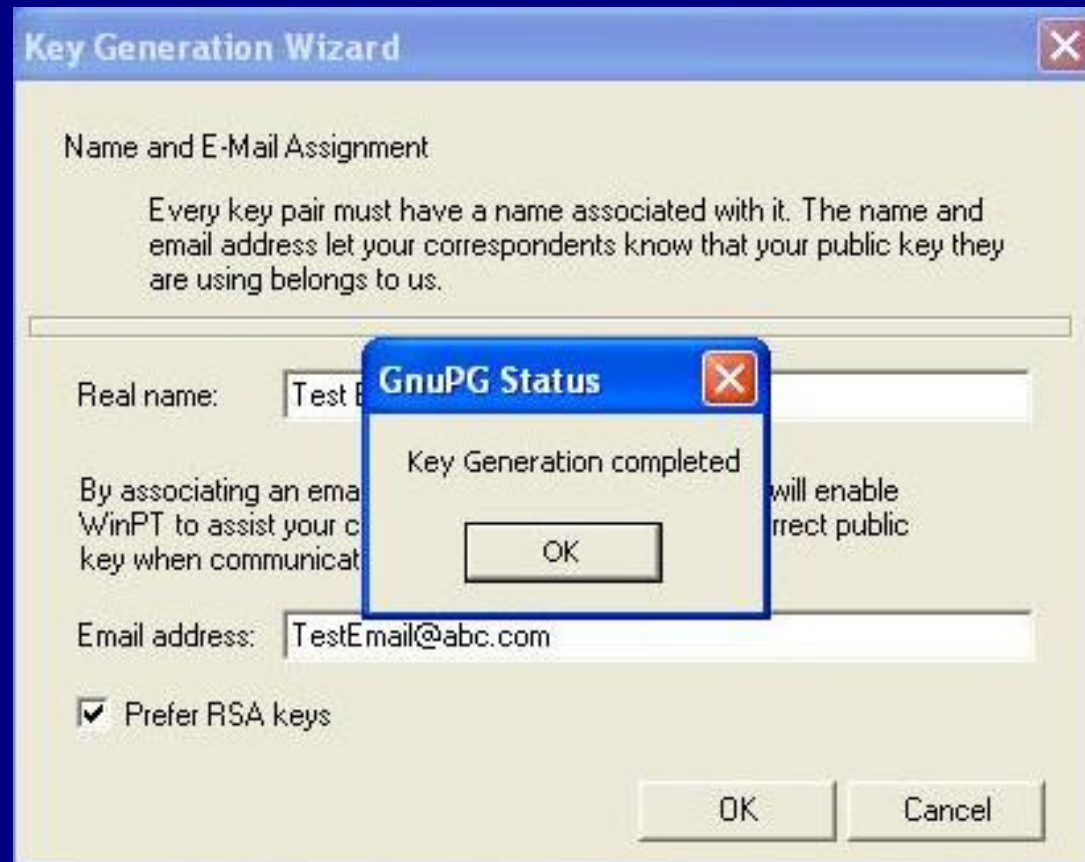 Key Generation Wizard
Name and E-Mail Assignment
Every key pair must have a name associated with it. The name and
email address let your correspondents know that your public key they
are using belongs to us.
Real name: Test
GnuPG Status
Key Generation completed
OK
By associating an will enable
WinPT to assist your public
key when
Email address: TestEmail@abc.com
Prefer RSA keys
OK Cancel